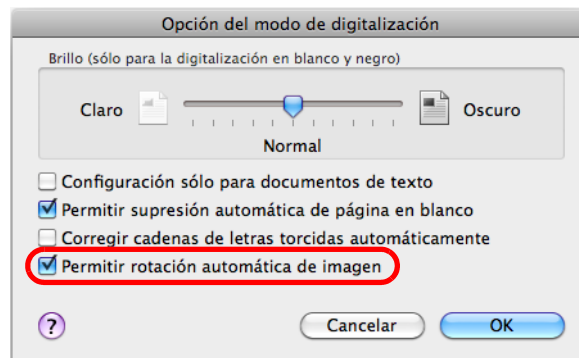 Opción del modo de digitalización
Brillo (sólo para la digitalización en blanco y negro)
Claro Oscuro
Normal
Configuración sólo para documentos de texto
Permitir supresión automática de página en blanco
Corregir cadenas de letras torcidas automáticamente
Permitir rotación automática de imagen
? Cancelar OK